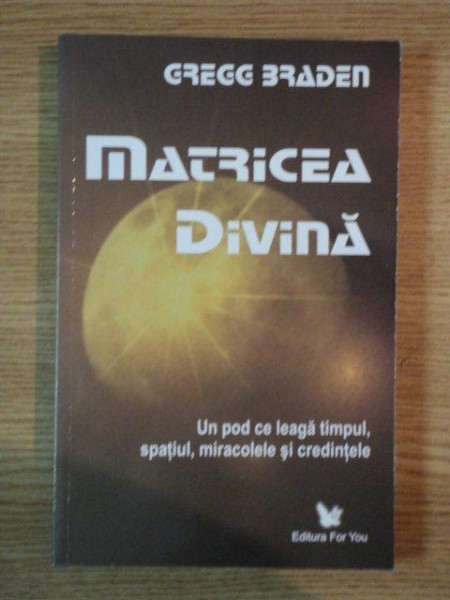 GREGG BRADEN
MATRICEA
DIVINĂ
Un pod ce leagă timpul,
spațiul, miracolele și credințele
Editura For You